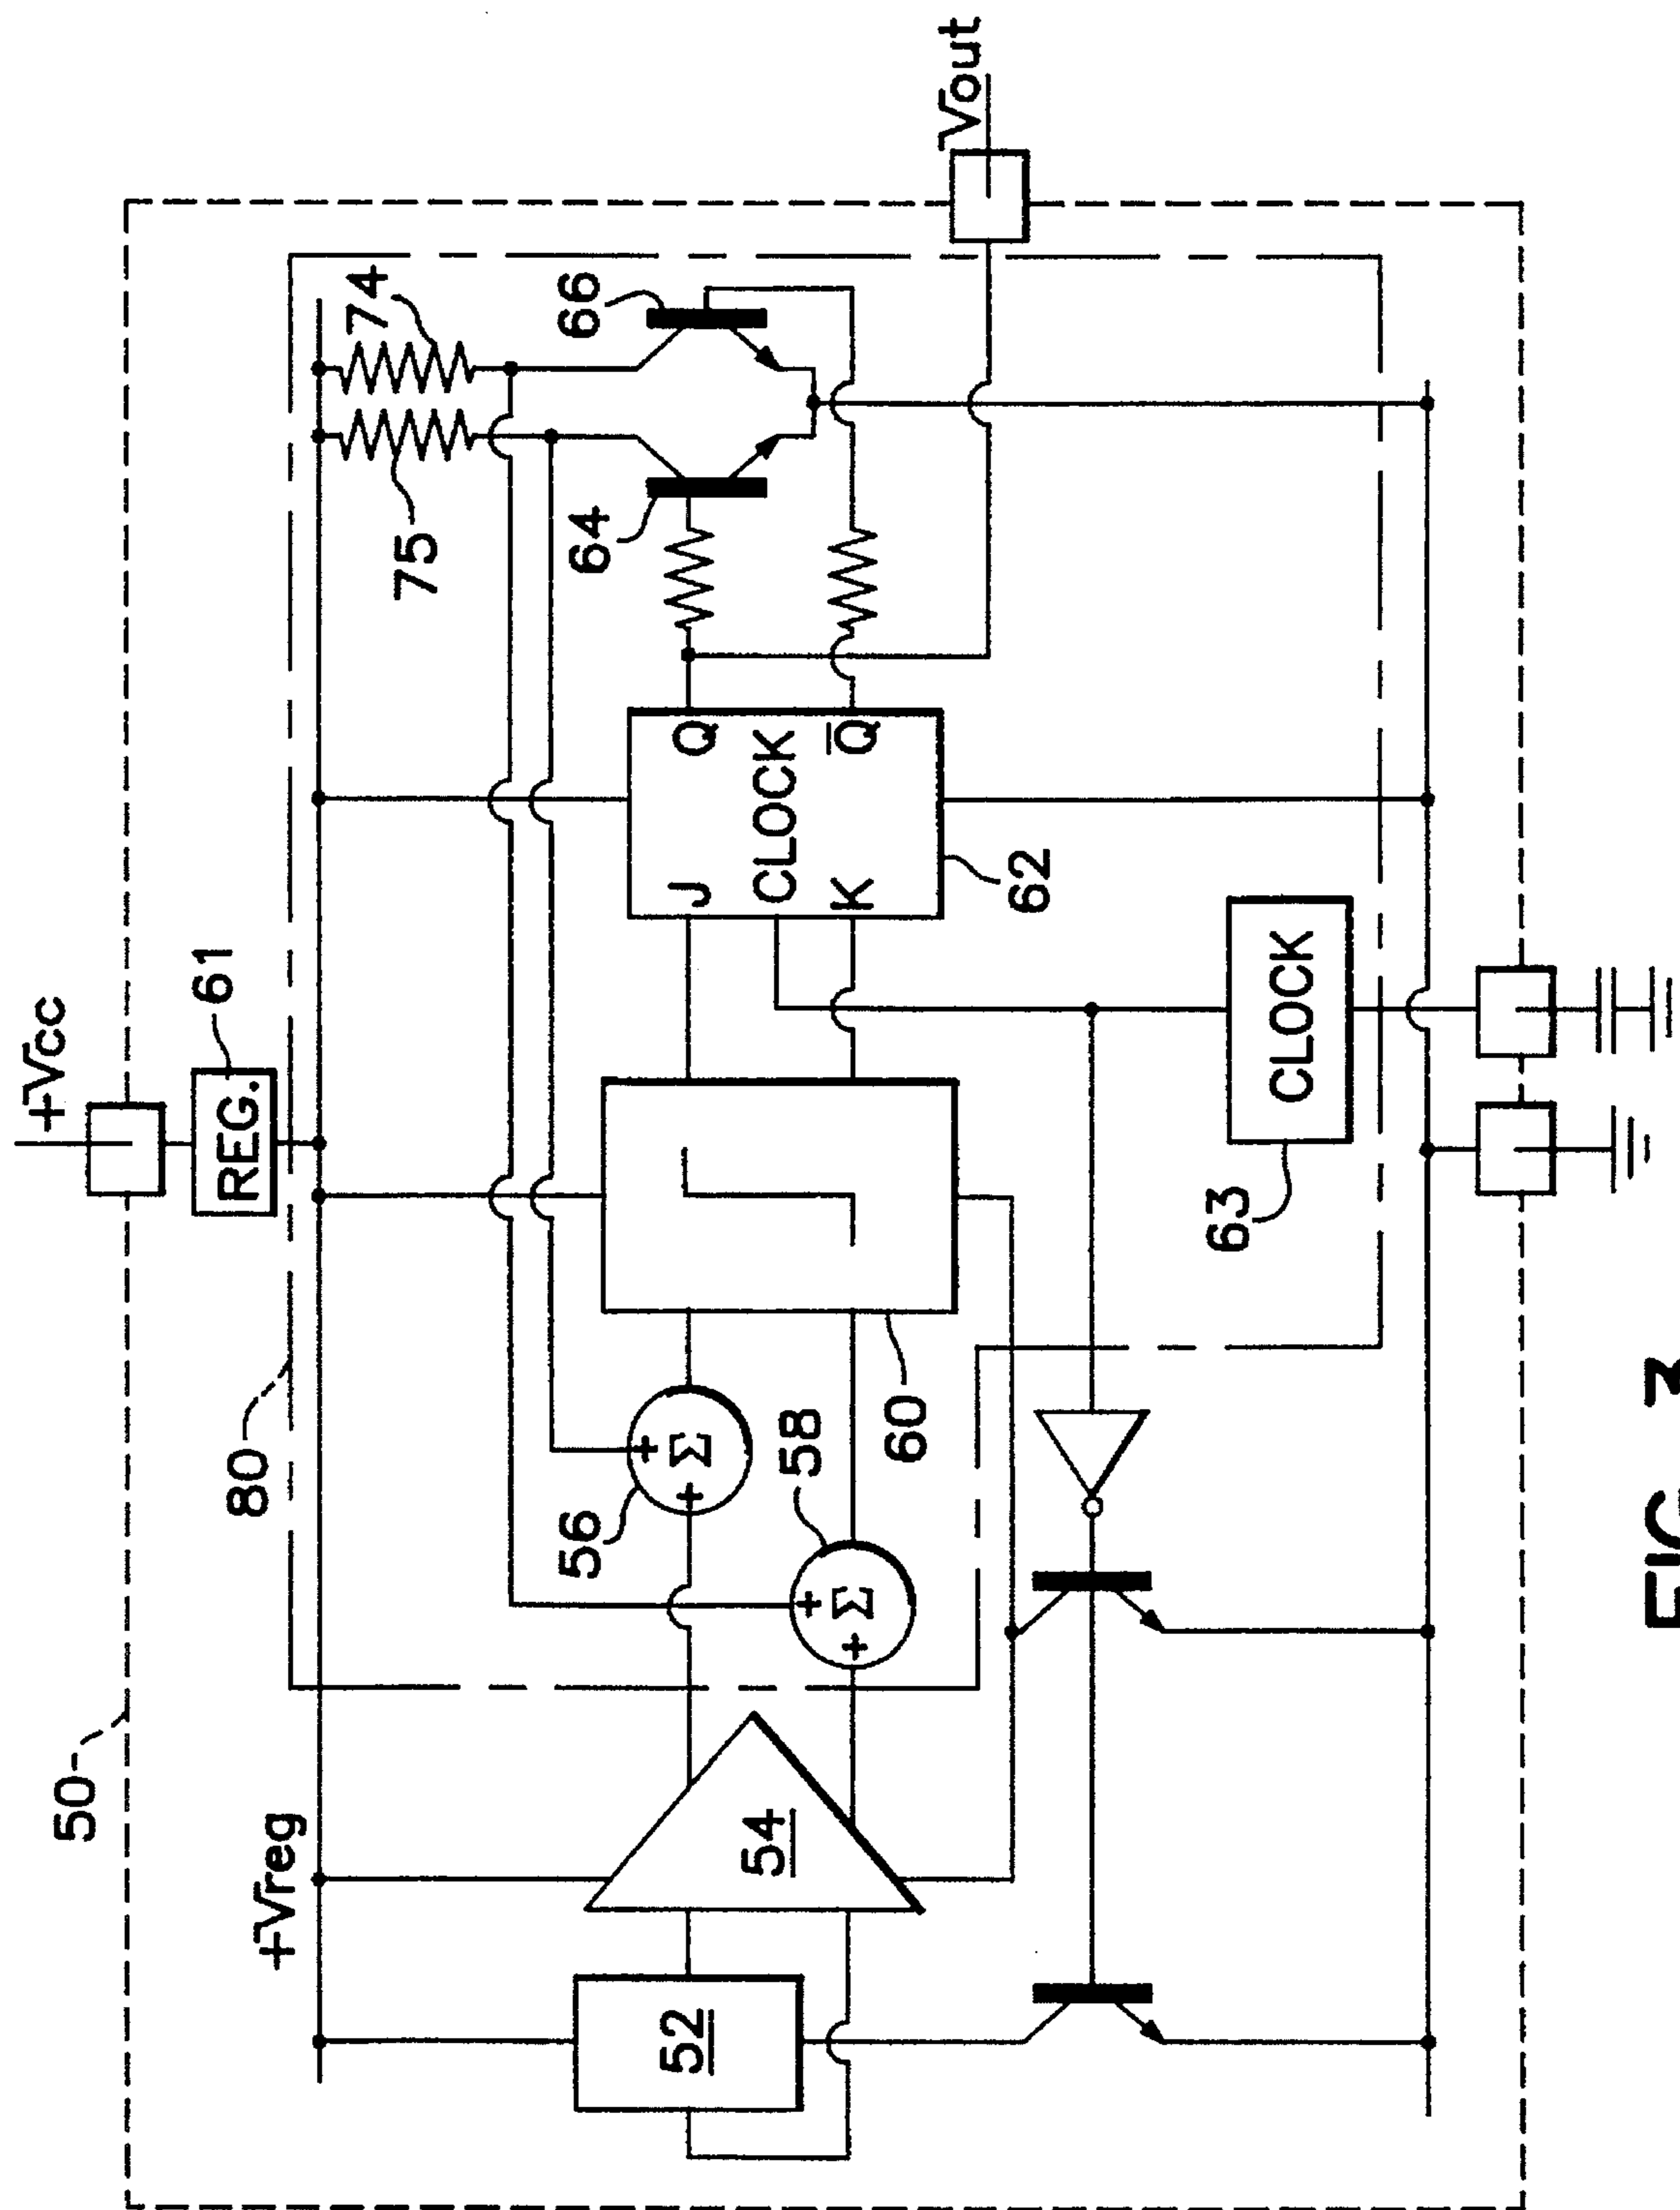 +Vcc
50
80
REG.
61
+Vreg
74
75
66
64
56
+
+
Σ
58
+
+
Σ
54
52
60
J
CLOCK
K
Q
Q̅
62
Vout
CLOCK
63
FIG. 3